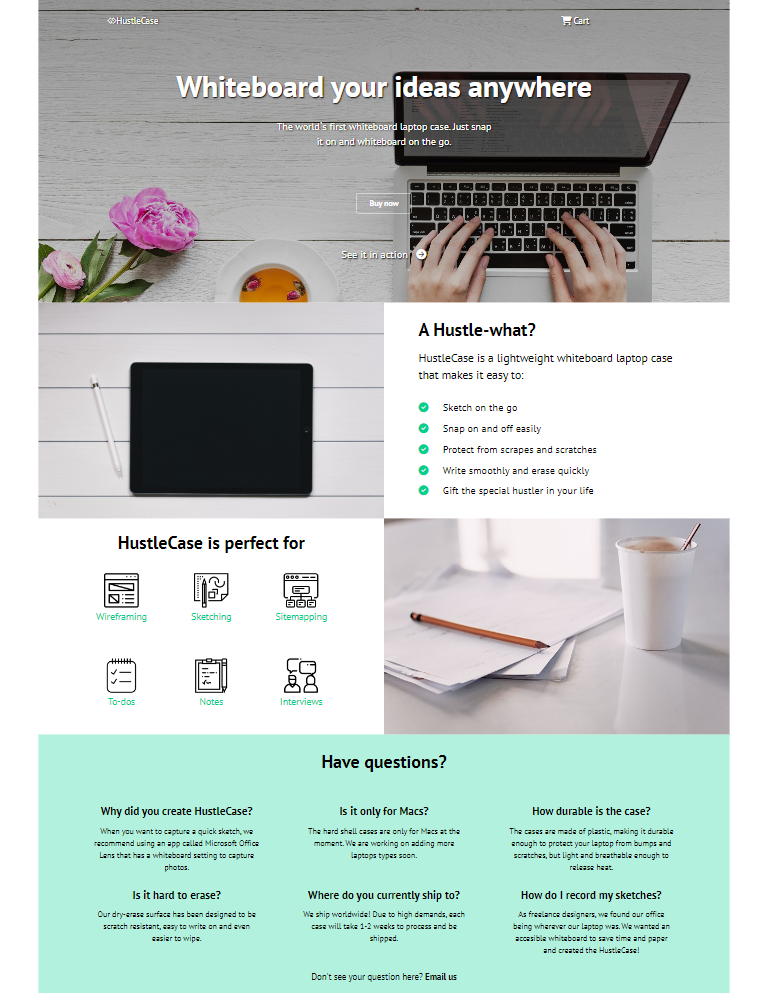 HustleCase
Cart
Whiteboard your ideas anywhere
The world's first whiteboard laptop case. Just snap
it on and whiteboard on the go.
Buy now
See it in action
A Hustle-what?
HustleCase is a lightweight whiteboard laptop case
that makes it easy to:
Sketch on the go
Snap on and off easily
Protect from scrapes and scratches
Write smoothly and erase quickly
Gift the special hustler in your life
HustleCase is perfect for
Wireframing
Sketching
Sitemapping
To-dos
Notes
Interviews
Have questions?
Why did you create HustleCase?
When you want to capture a quick sketch, we
recommend using an app called Microsoft Office
Lens that has a whiteboard setting to capture
photos.
Is it only for Macs?
The hard shell cases are only for Macs at the
moment. We are working on adding more
laptops types soon.
How durable is the case?
The cases are made of plastic, making it durable
enough to protect your laptop from bumps and
scratches, but light and breathable enough to
release heat.
Is it hard to erase?
Our dry-erase surface has been designed to be
scratch resistant, easy to write on and even
easier to wipe.
Where do you currently ship to?
We ship worldwide! Due to high demands, each
case will take 1-2 weeks to process and be
shipped.
How do I record my sketches?
As freelance designers, we found our office
being wherever our laptop was. We wanted an
accesible whiteboard to save time and paper
and created the HustleCase!
Don't see your question here? Email us